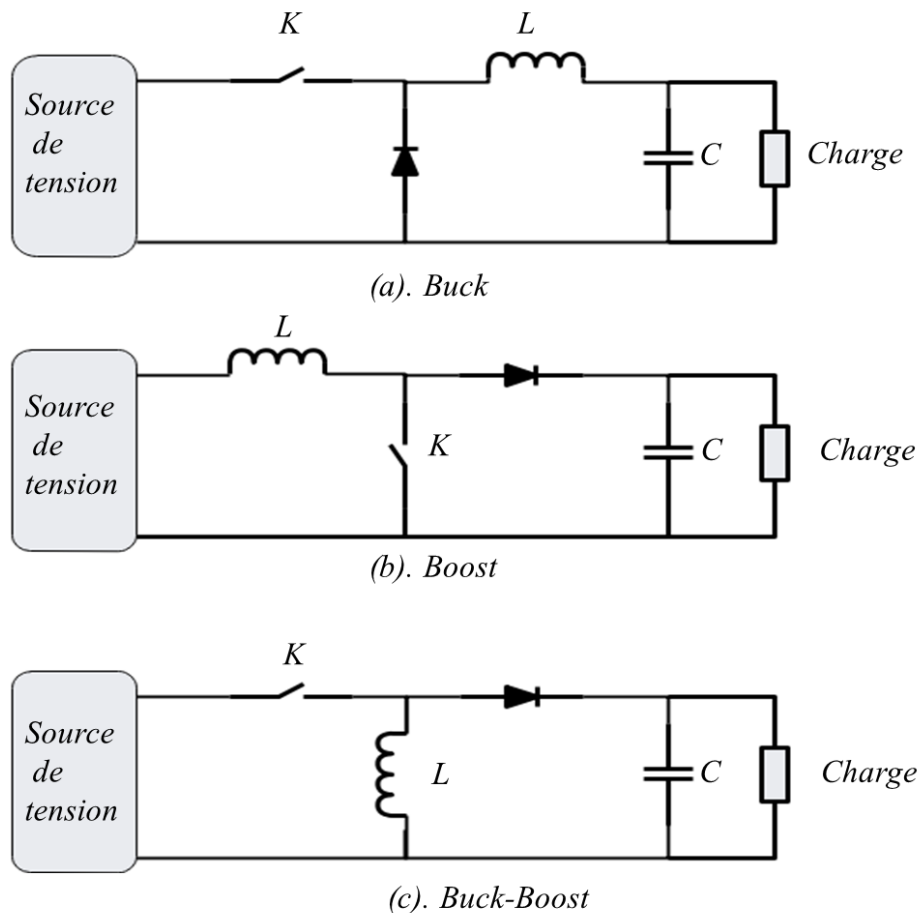 K
L
Source
de
tension
C
Charge
(a). Buck
L
Source
de
tension
K
C
Charge
(b). Boost
K
Source
de
tension
L
C
Charge
(c). Buck-Boost